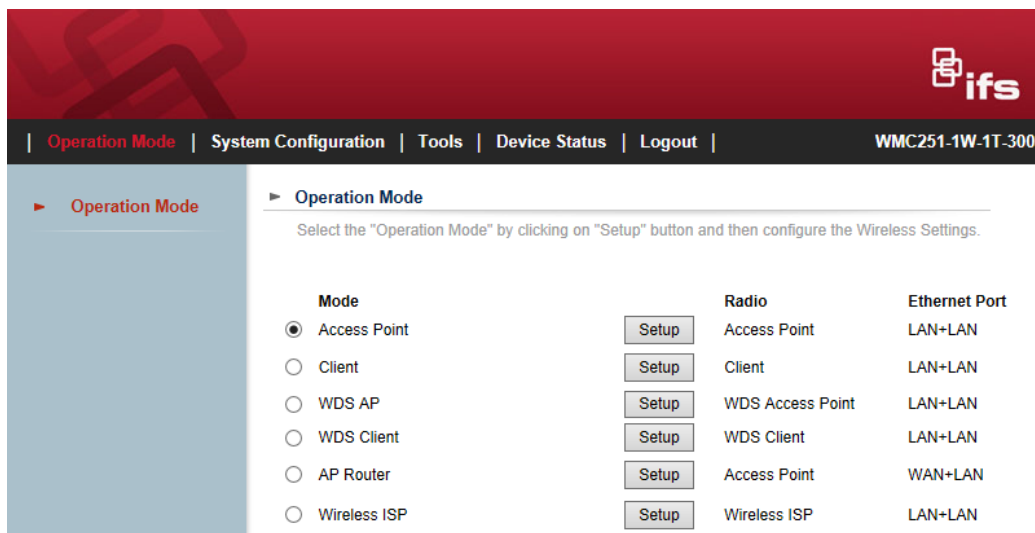 ifs
| Operation Mode | System Configuration | Tools | Device Status | Logout | WMC251-1W-1T-300
Operation Mode
Operation Mode
Select the "Operation Mode" by clicking on "Setup" button and then configure the Wireless Settings.
Mode Radio Ethernet Port
Access Point Setup Access Point LAN+LAN
Client Setup Client LAN+LAN
WDS AP Setup WDS Access Point LAN+LAN
WDS Client Setup WDS Client LAN+LAN
AP Router Setup Access Point WAN+LAN
Wireless ISP Setup Wireless ISP LAN+LAN